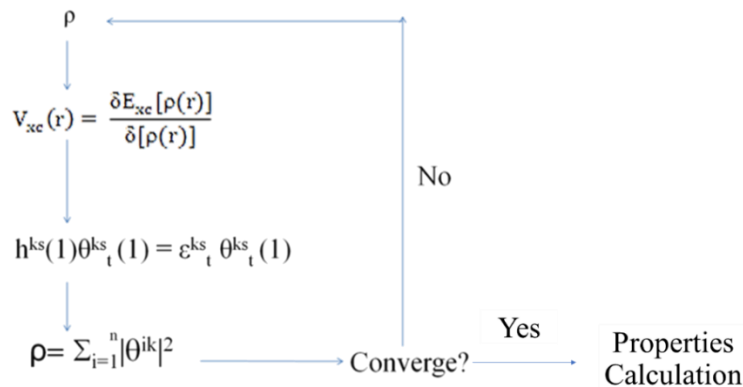 ρ
V_xc(r) = δE_xc[ρ(r)] / δ[ρ(r)]
No
h^ks(1)θ^ks_t(1) = ε^ks_t θ^ks_t(1)
Yes
ρ= Σ_{i=1}^n|θ^ik|^2
Converge?
Properties
Calculation